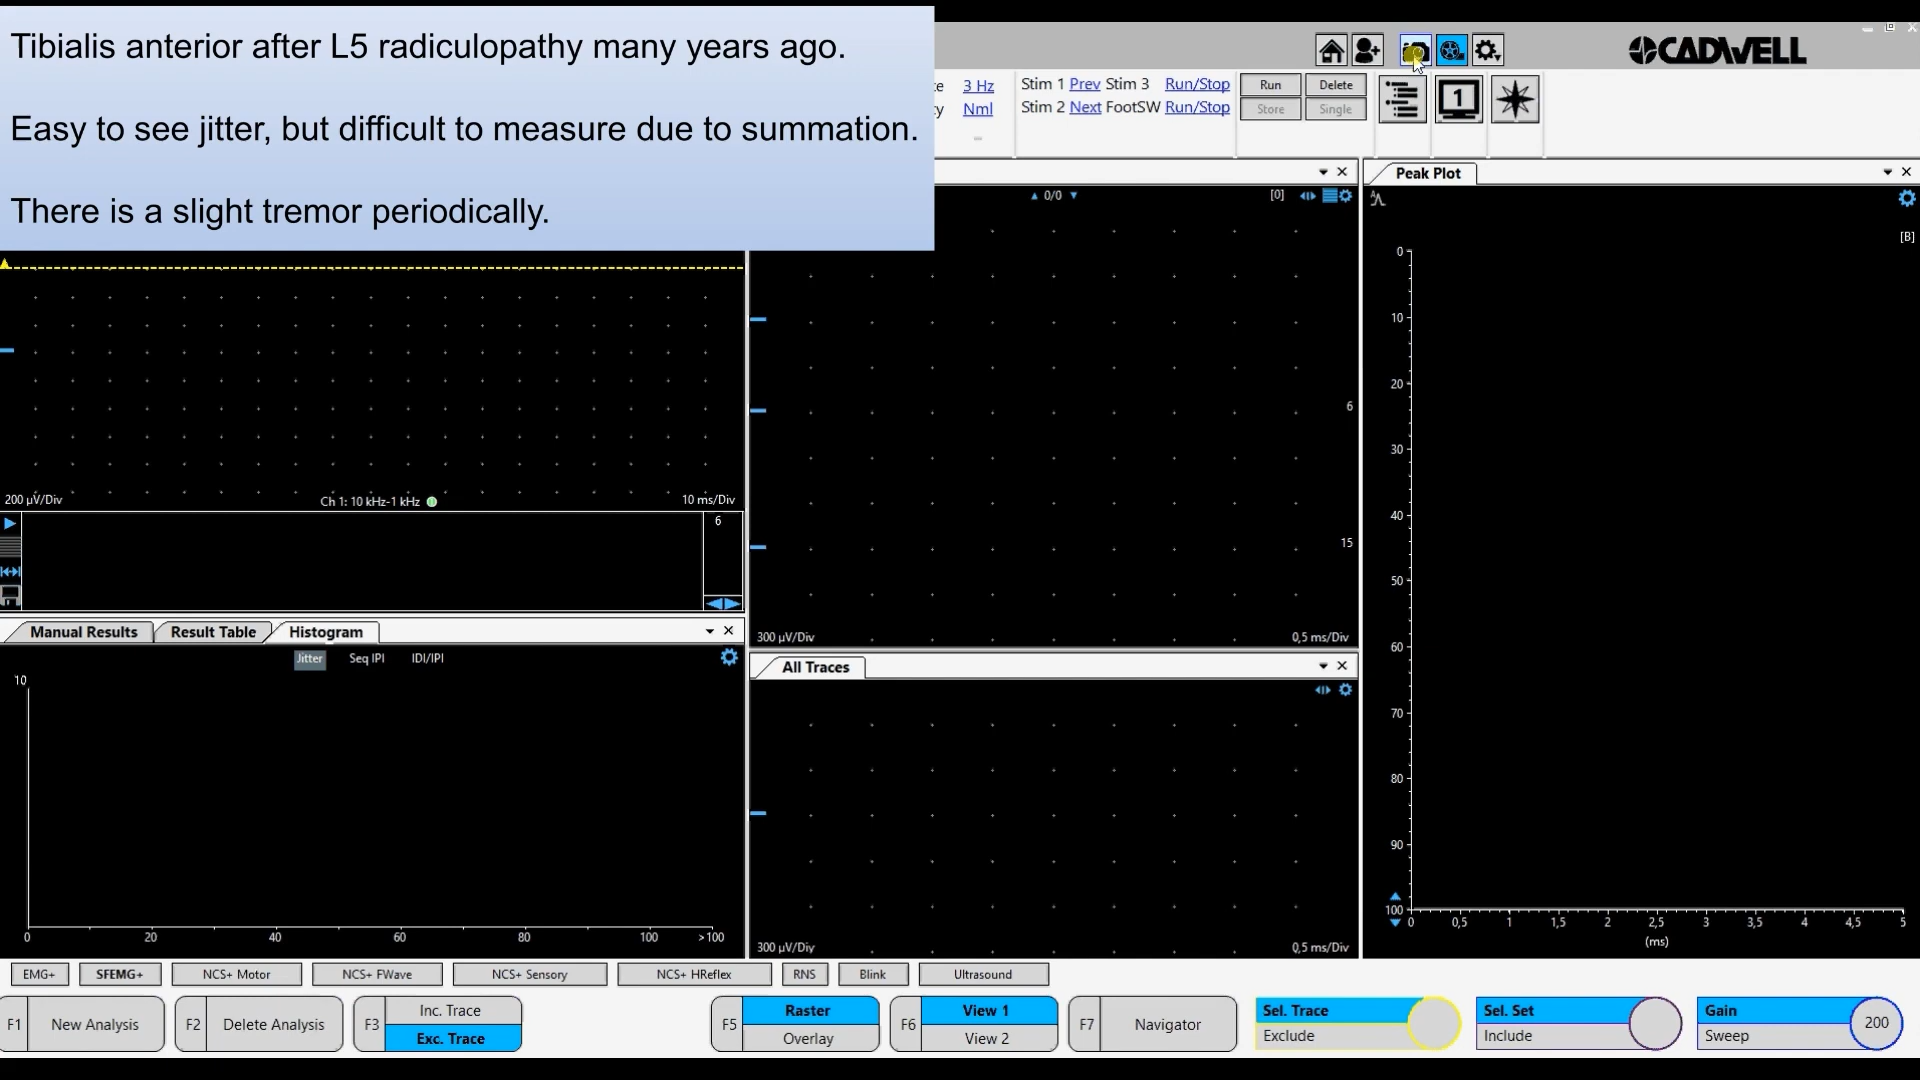 Tibialis anterior after L5 radiculopathy many years ago.
Easy to see jitter, but difficult to measure due to summation.
There is a slight tremor periodically.
CADWELL
e 3 Hz
y Nml
Stim 1 Prev Stim 3 Run/Stop
Stim 2 Next FootSW Run/Stop
Run Delete
Store Single
1
0/0
[0]
6
15
300 µV/Div
0,5 ms/Div
Peak Plot
[B]
0
10
20
30
40
50
60
70
80
90
100
0 0,5 1 1,5 2 2,5 3 3,5 4 4,5 5
(ms)
200 µV/Div
Ch 1: 10 kHz-1 kHz
10 ms/Div
6
Manual Results Result Table Histogram
Jitter Seq IPI IDI/IPI
10
0 20 40 60 80 100 >100
All Traces
300 µV/Div
0,5 ms/Div
EMG+ SFEMG+ NCS+ Motor NCS+ FWave NCS+ Sensory NCS+ HReflex RNS Blink Ultrasound
F1 New Analysis
F2 Delete Analysis
F3 Inc. Trace
Exc. Trace
F5 Raster
Overlay
F6 View 1
View 2
F7 Navigator
Sel. Trace
Exclude
Sel. Set
Include
Gain
Sweep
200